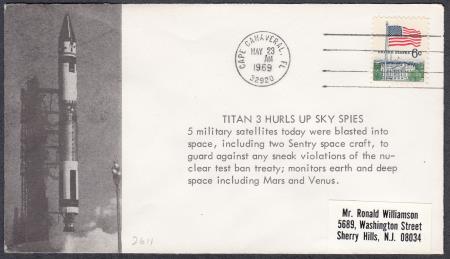 CAPE CANAVERAL, FL
MAY 23
AM
1969
32920
UNITED STATES 6c
TITAN 3 HURLS UP SKY SPIES
5 military satellites today were blasted into
space, including two Sentry space craft, to
guard against any sneak violations of the nu-
clear test ban treaty; monitors earth and deep
space including Mars and Venus.
Mr. Ronald Williamson
5689, Washington Street
Sherry Hills, N.J. 08034
2611